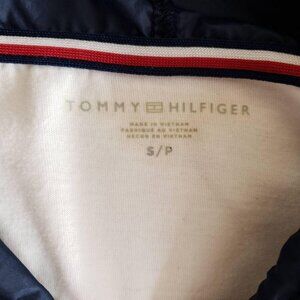 TOMMY HILFIGER
MADE IN VIETNAM
FABRIQUÉ AU VIETNAM
HECHO EN VIETNAM
S/P